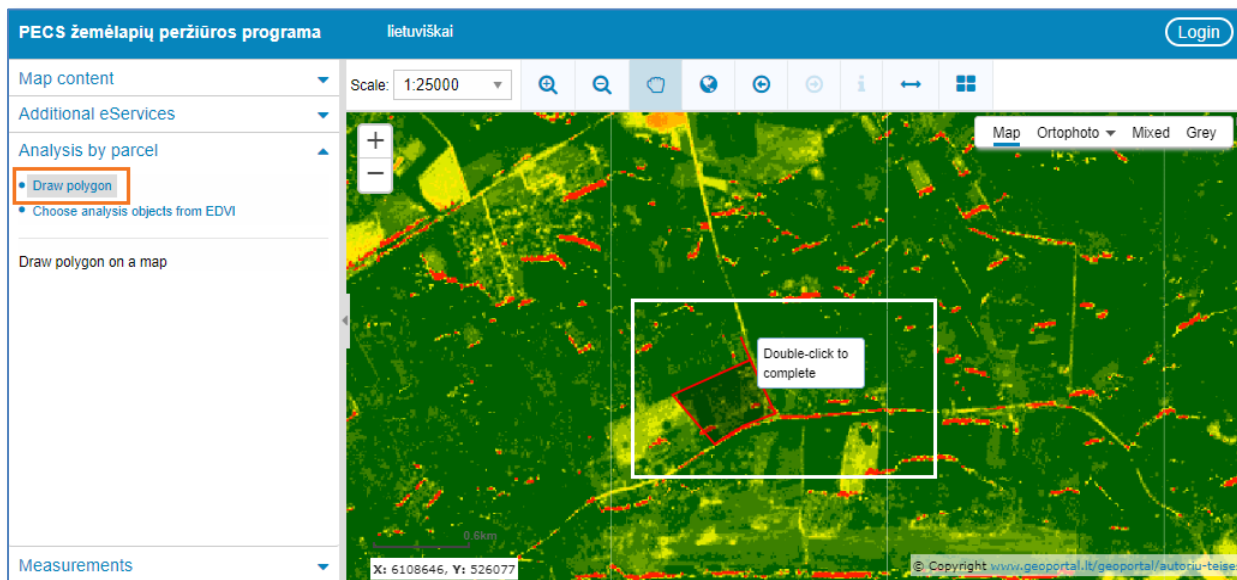 PECS žemėlapių peržiūros programa
lietuviškai
Login
Map content
Additional eServices
Analysis by parcel
Draw polygon
Choose analysis objects from EDVI
Draw polygon on a map
Measurements
Scale: 1:25000
Map Ortophoto Mixed Grey
Double-click to
complete
0.6km
X: 6108646, Y: 526077
© Copyright www.geoportal.lt/geoportal/autoriu-teises